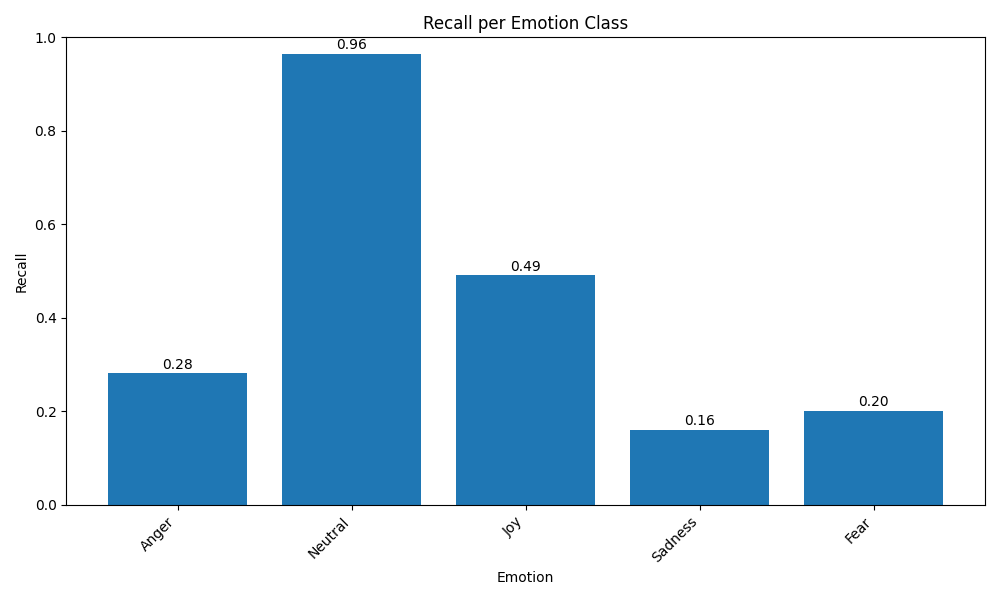 Recall per Emotion Class
1.0
0.8
0.6
0.4
0.2
0.0
Recall
0.28
0.96
0.49
0.16
0.20
Anger
Neutral
Joy
Sadness
Fear
Emotion